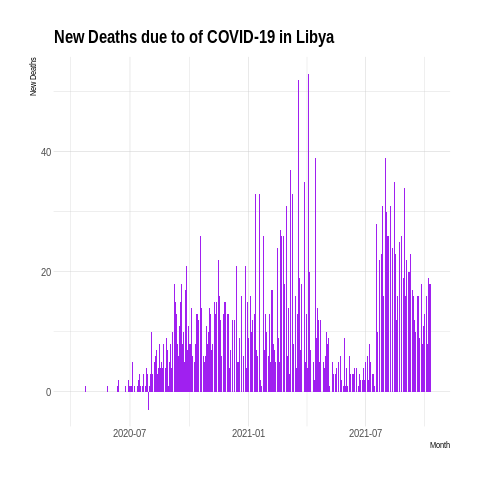 New Deaths due to of COVID-19 in Libya
New Deaths
40
20
0
2020-07
2021-01
2021-07
Month